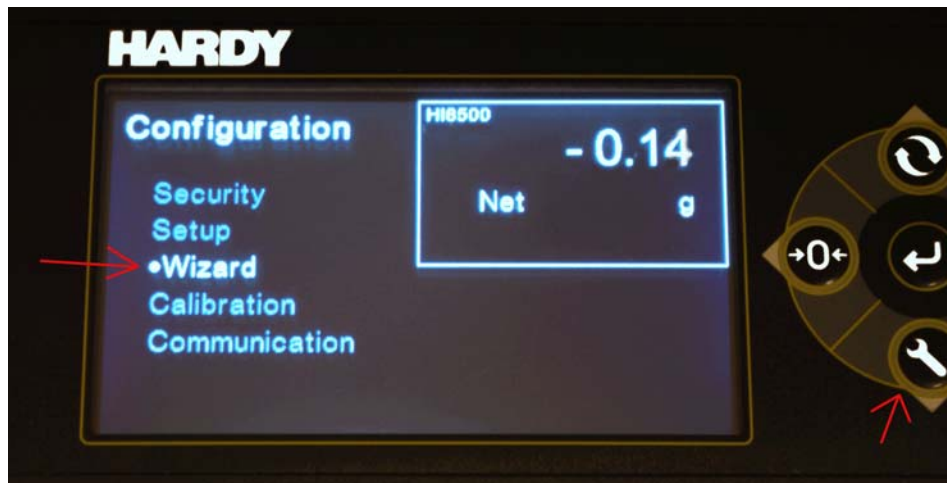 HARDY
Configuration
Security
Setup
•Wizard
Calibration
Communication
HI6500
- 0.14
Net g
→0←